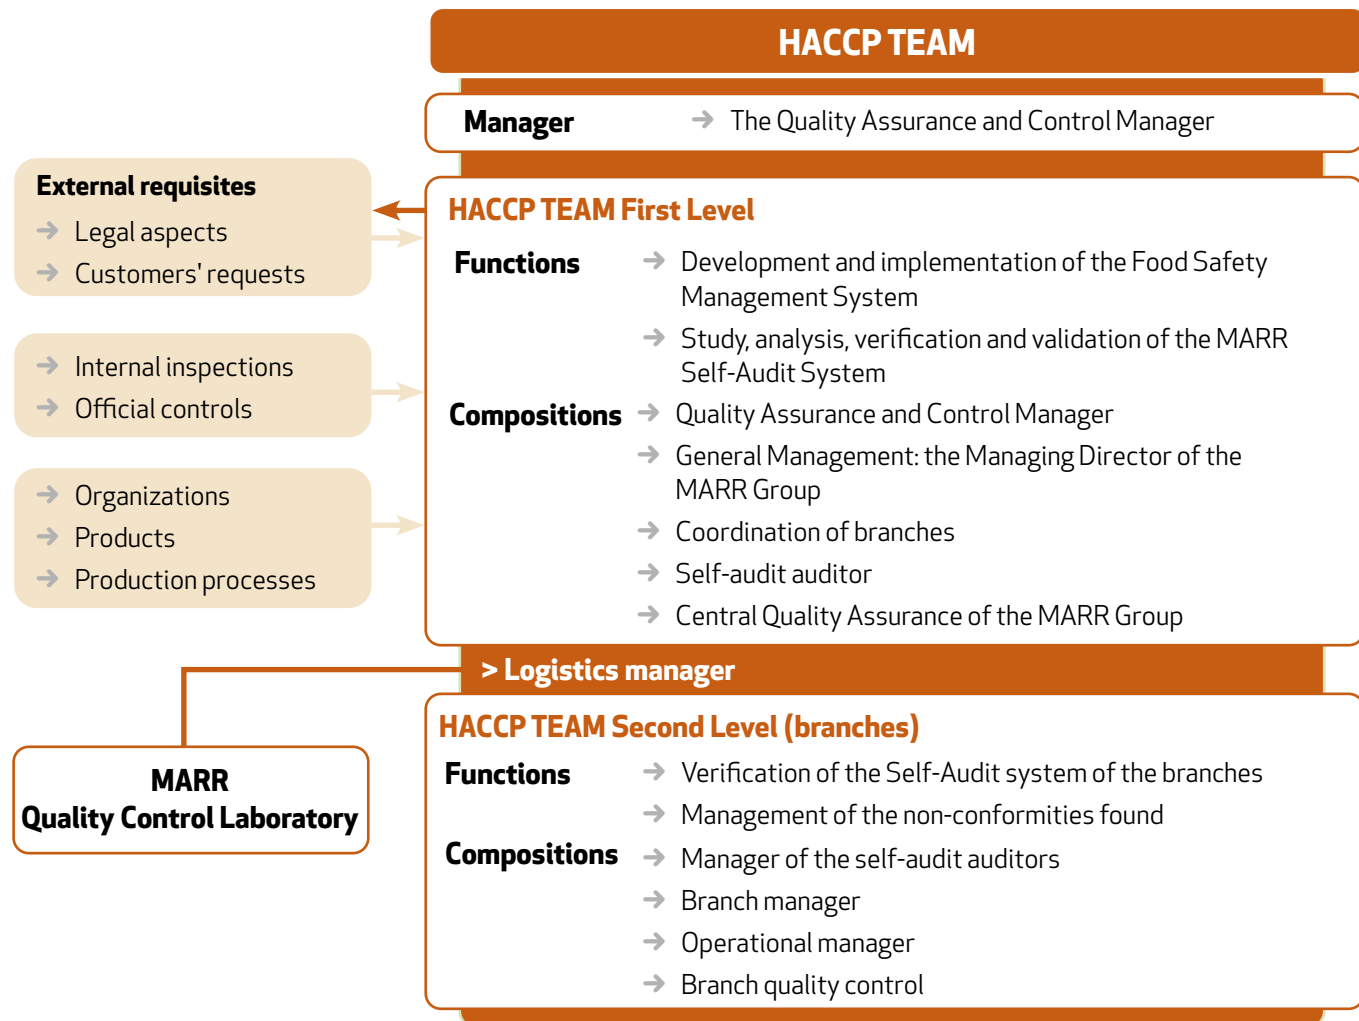 HACCP TEAM
Manager
→ The Quality Assurance and Control Manager
External requisites
→ Legal aspects
→ Customers' requests
→ Internal inspections
→ Official controls
→ Organizations
→ Products
→ Production processes
HACCP TEAM First Level
Functions
→ Development and implementation of the Food Safety
Management System
→ Study, analysis, verification and validation of the MARR
Self-Audit System
Compositions
→ Quality Assurance and Control Manager
→ General Management: the Managing Director of the
MARR Group
→ Coordination of branches
→ Self-audit auditor
→ Central Quality Assurance of the MARR Group
> Logistics manager
MARR
Quality Control Laboratory
HACCP TEAM Second Level (branches)
Functions
→ Verification of the Self-Audit system of the branches
→ Management of the non-conformities found
Compositions
→ Manager of the self-audit auditors
→ Branch manager
→ Operational manager
→ Branch quality control